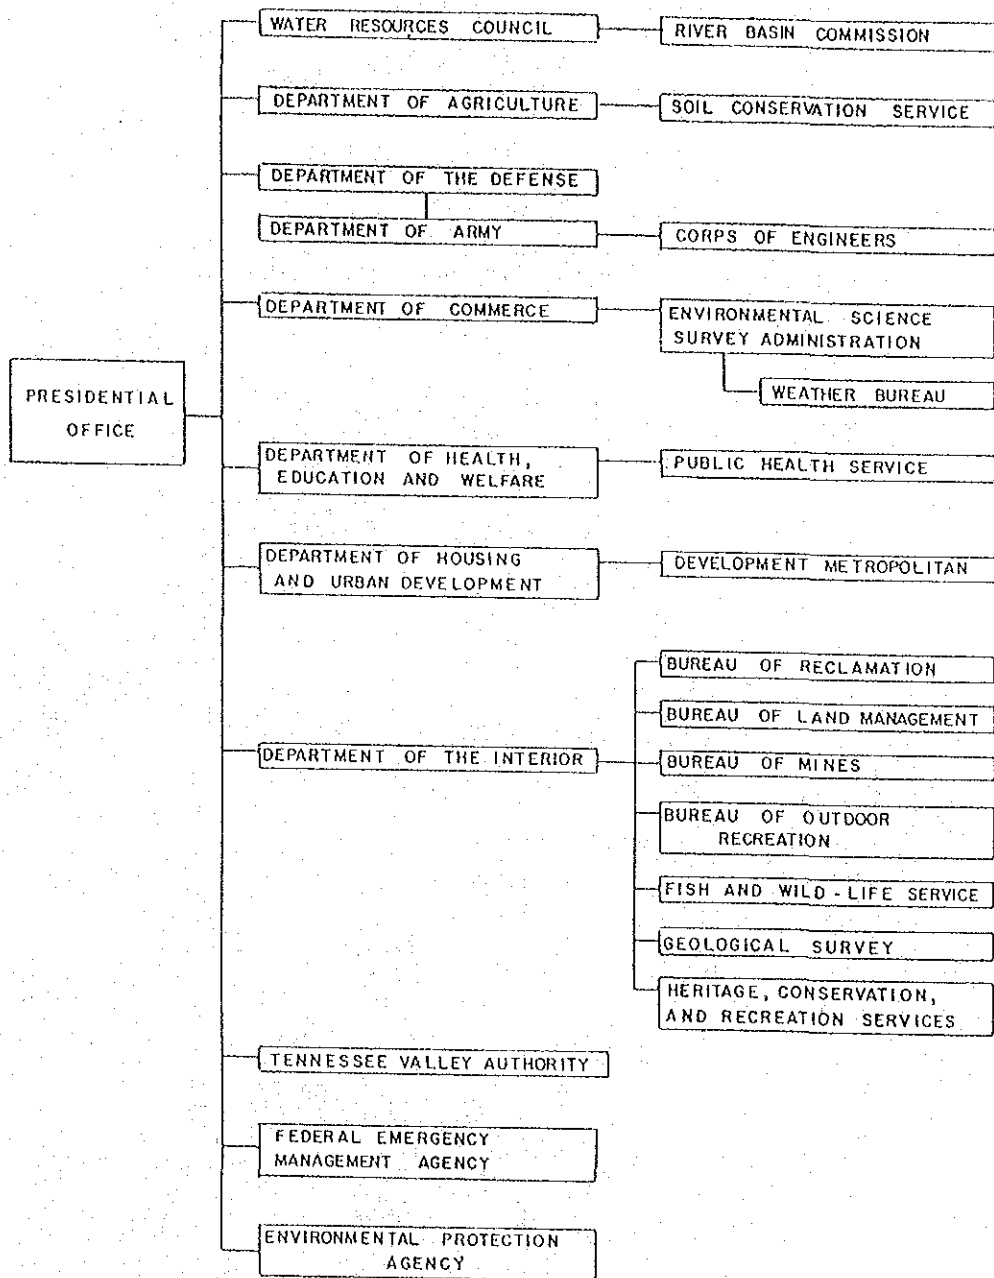 WATER RESOURCES COUNCIL
RIVER BASIN COMMISSION
DEPARTMENT OF AGRICULTURE
SOIL CONSERVATION SERVICE
DEPARTMENT OF THE DEFENSE
DEPARTMENT OF ARMY
CORPS OF ENGINEERS
DEPARTMENT OF COMMERCE
ENVIRONMENTAL SCIENCE
SURVEY ADMINISTRATION
WEATHER BUREAU
PRESIDENTIAL
OFFICE
DEPARTMENT OF HEALTH,
EDUCATION AND WELFARE
PUBLIC HEALTH SERVICE
DEPARTMENT OF HOUSING
AND URBAN DEVELOPMENT
DEVELOPMENT METROPOLITAN
DEPARTMENT OF THE INTERIOR
BUREAU OF RECLAMATION
BUREAU OF LAND MANAGEMENT
BUREAU OF MINES
BUREAU OF OUTDOOR
RECREATION
FISH AND WILD-LIFE SERVICE
GEOLOGICAL SURVEY
HERITAGE, CONSERVATION,
AND RECREATION SERVICES
TENNESSEE VALLEY AUTHORITY
FEDERAL EMERGENCY
MANAGEMENT AGENCY
ENVIRONMENTAL PROTECTION
AGENCY